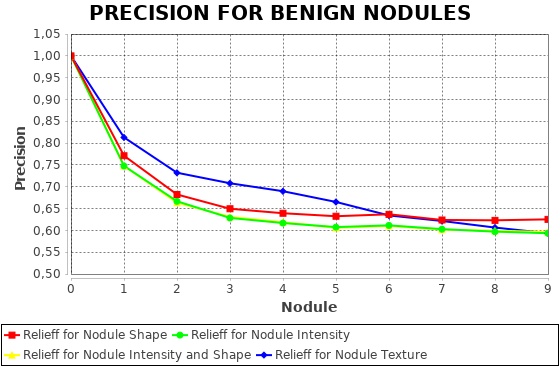 PRECISION FOR BENIGN NODULES
1,05
1,00
0,95
0,90
0,85
0,80
0,75
0,70
0,65
0,60
0,55
0,50
Precision
0 1 2 3 4 5 6 7 8 9
Nodule
Relieff for Nodule Shape Relieff for Nodule Intensity
Relieff for Nodule Intensity and Shape Relieff for Nodule Texture